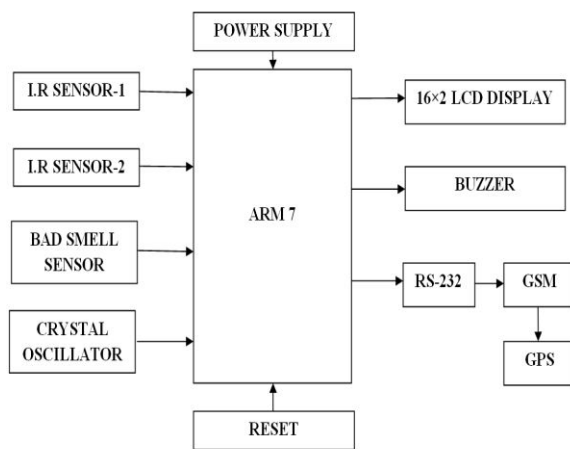 POWER SUPPLY
I.R SENSOR-1
I.R SENSOR-2
BAD SMELL
SENSOR
CRYSTAL
OSCILLATOR
ARM 7
16×2 LCD DISPLAY
BUZZER
RS-232
GSM
GPS
RESET